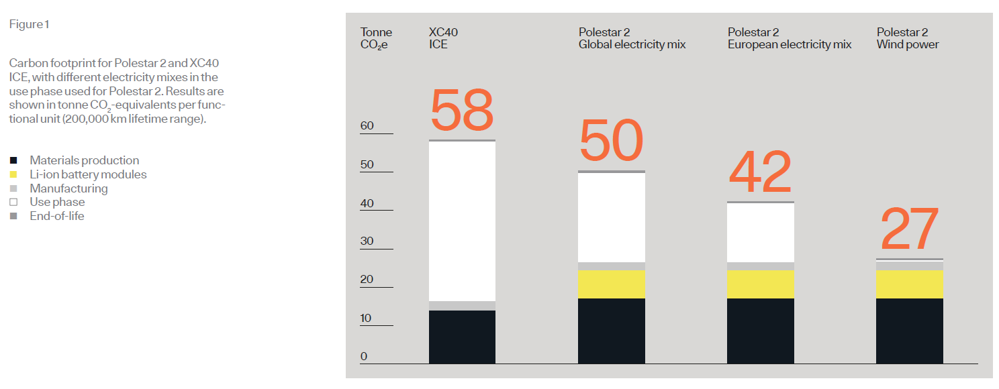 Figure 1
Carbon footprint for Polestar 2 and XC40
ICE, with different electricity mixes in the
use phase used for Polestar 2. Results are
shown in tonne CO₂-equivalents per func-
tional unit (200,000 km lifetime range).
Materials production
Li-ion battery modules
Manufacturing
Use phase
End-of-life
Tonne
CO₂e
XC40
ICE
Polestar 2
Global electricity mix
Polestar 2
European electricity mix
Polestar 2
Wind power
58
50
42
27
60
50
40
30
20
10
0